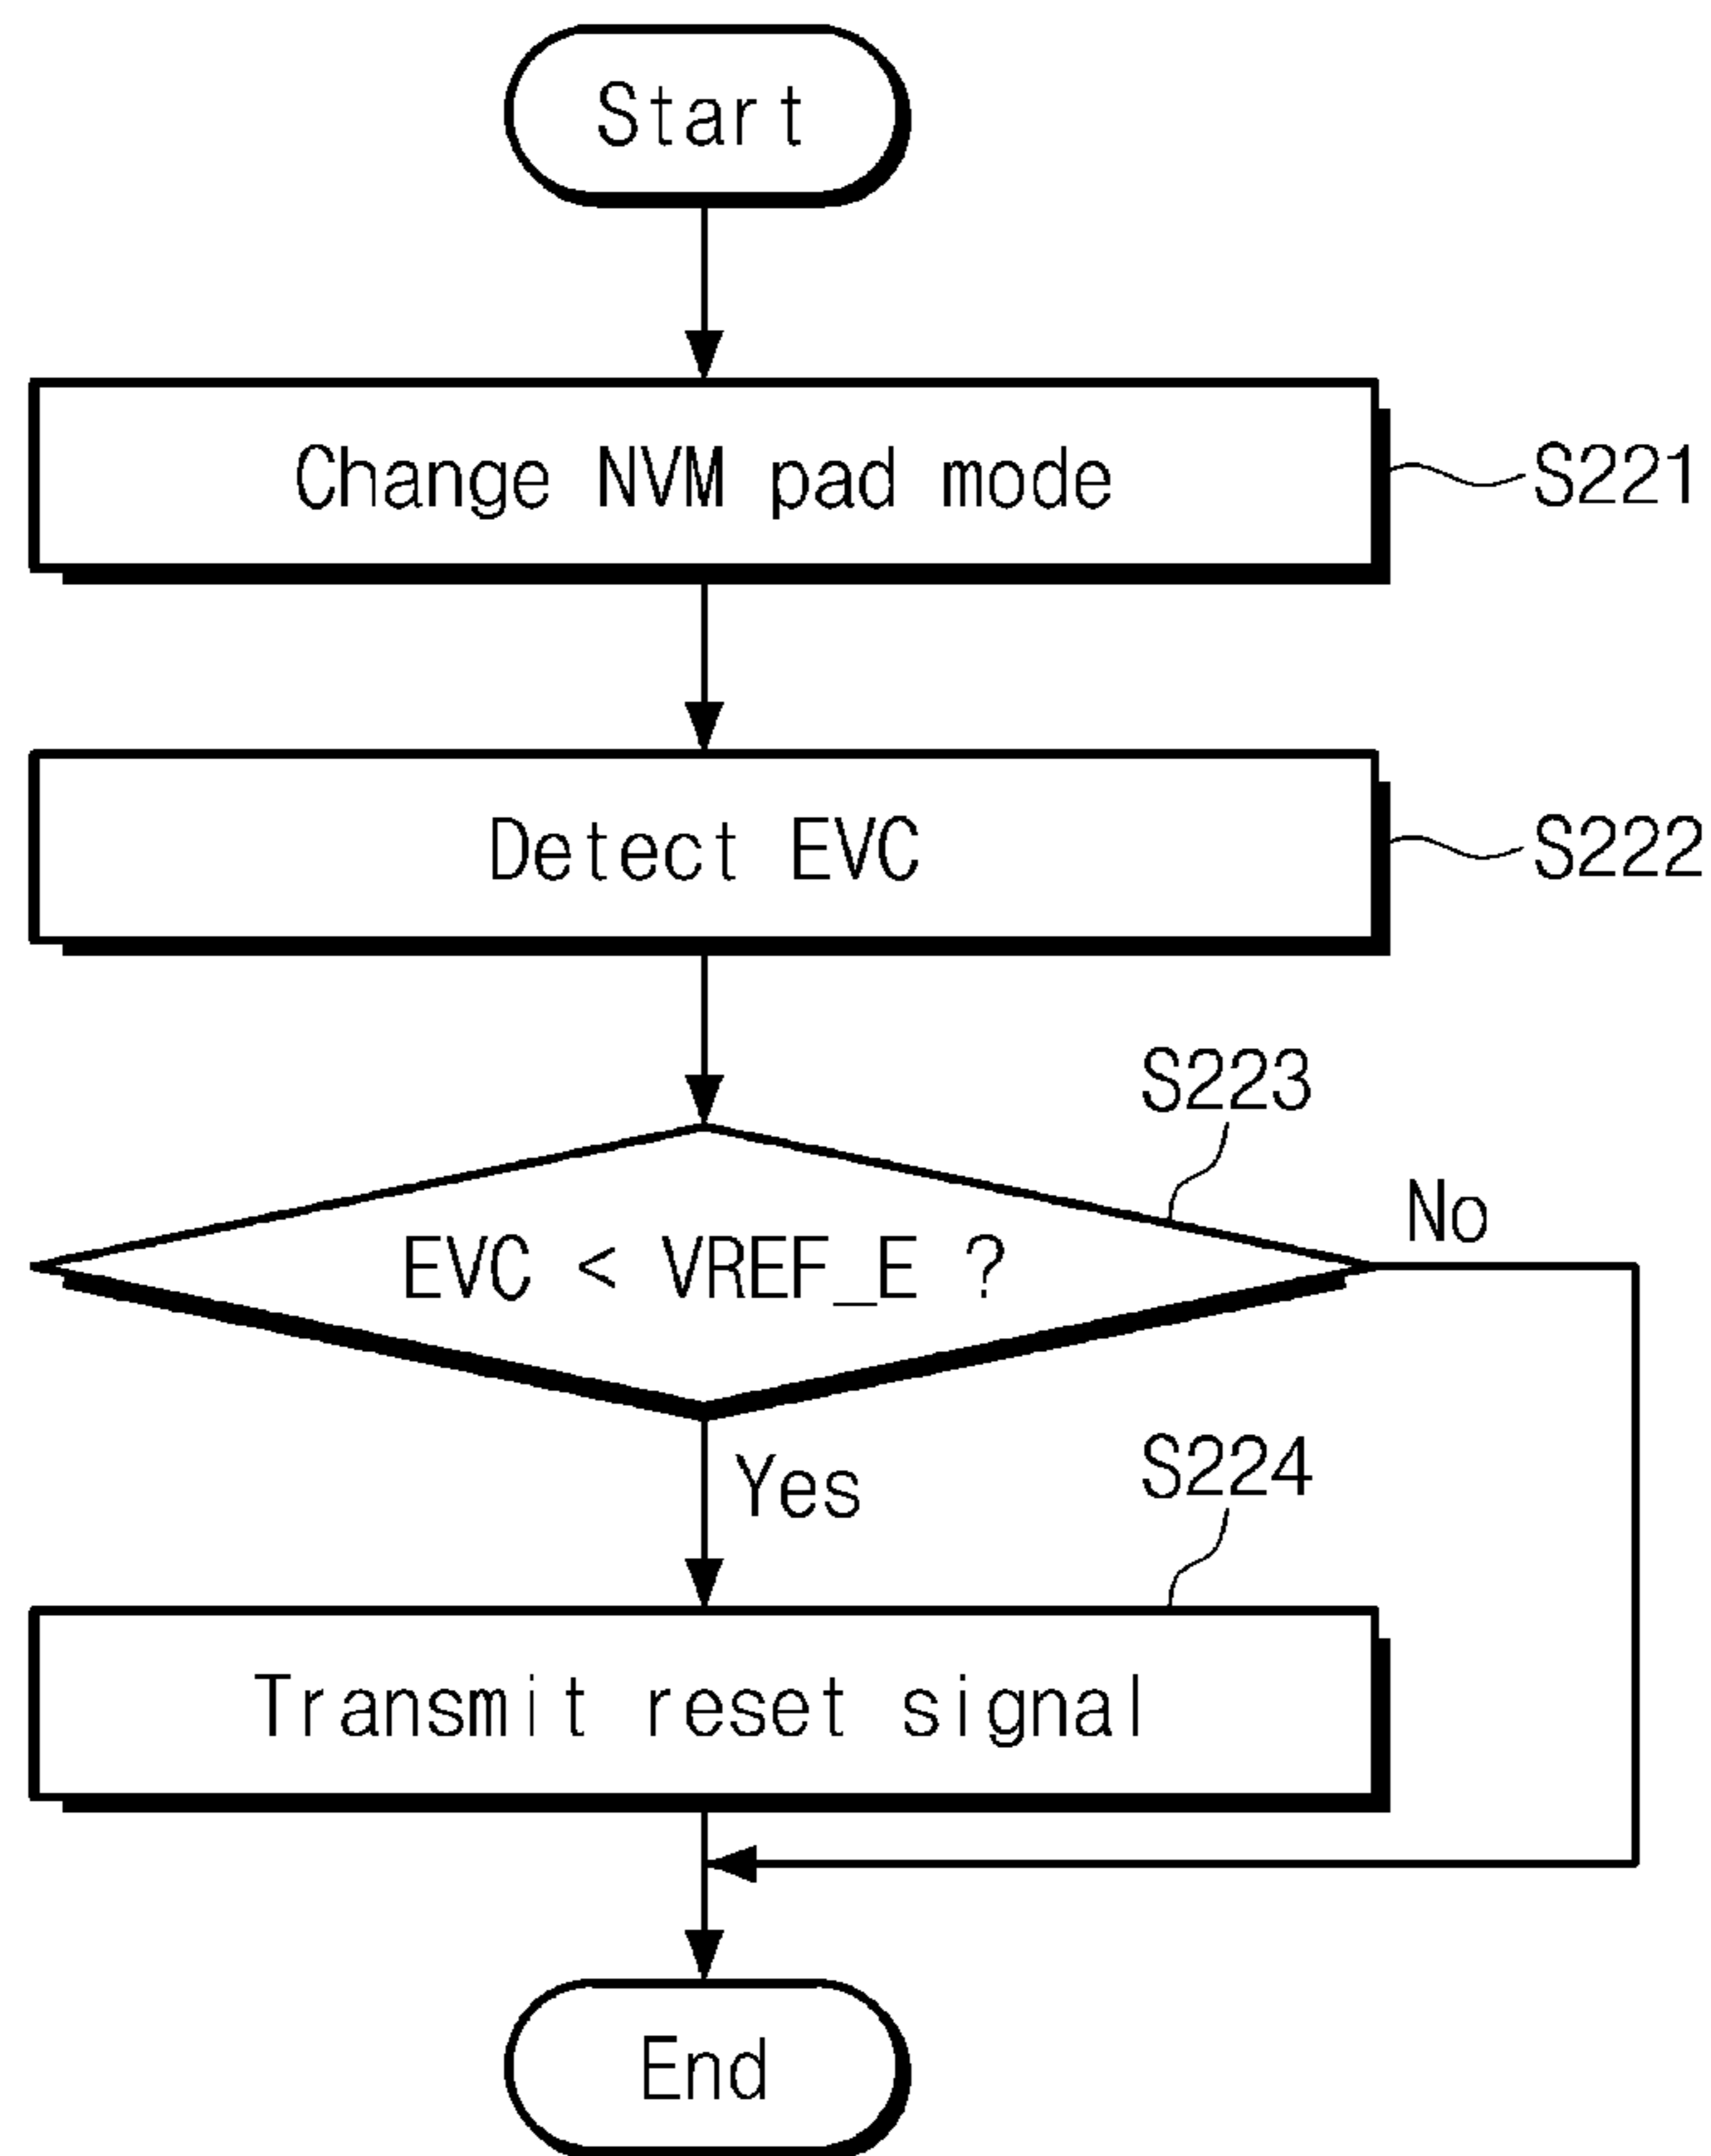 Start
Change NVM pad mode
S221
Detect EVC
S222
S223
EVC < VREF_E ?
No
Yes
S224
Transmit reset signal
End